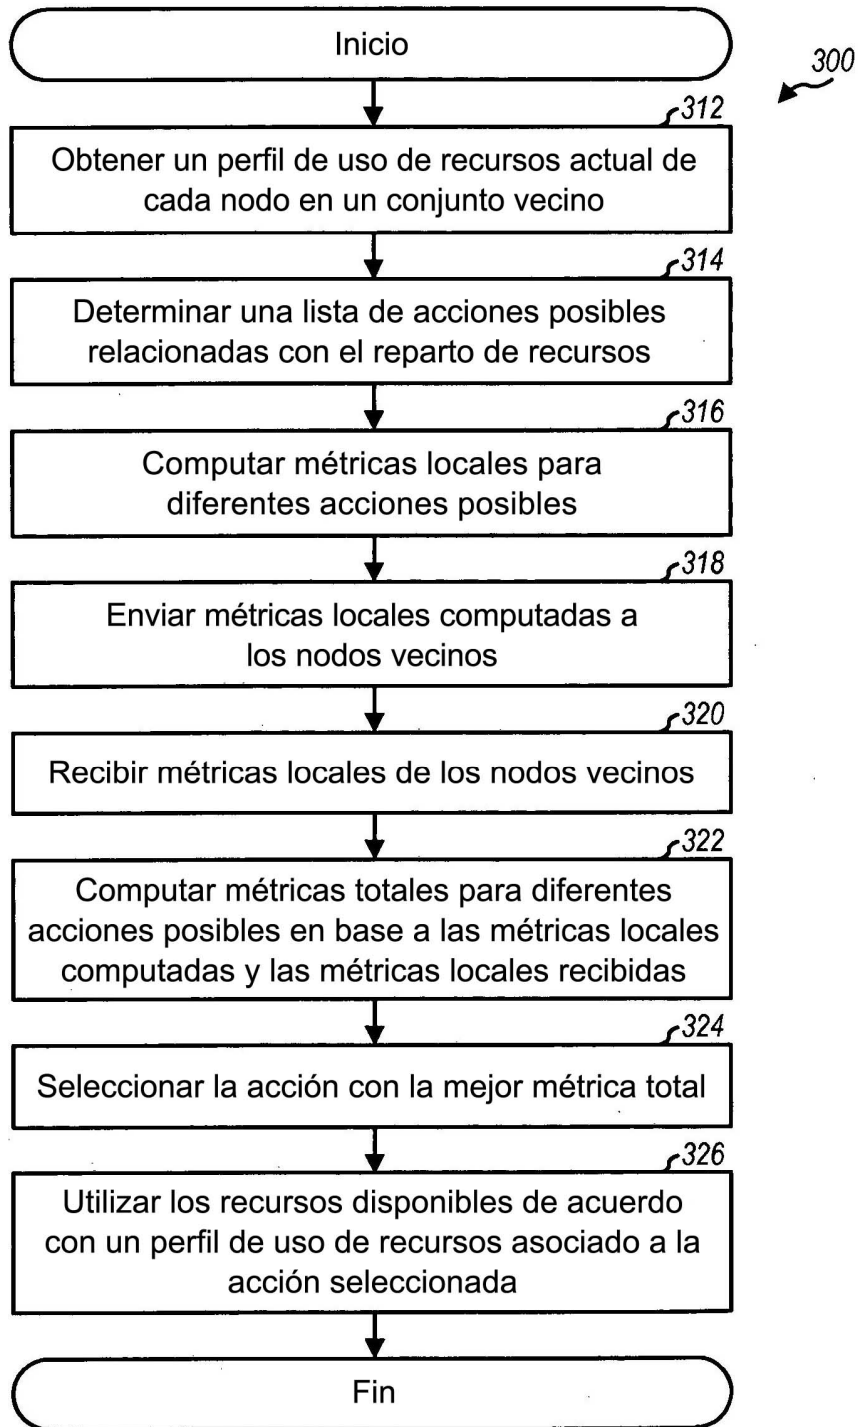 Inicio
300
312
Obtener un perfil de uso de recursos actual de
cada nodo en un conjunto vecino
314
Determinar una lista de acciones posibles
relacionadas con el reparto de recursos
316
Computar métricas locales para
diferentes acciones posibles
318
Enviar métricas locales computadas a
los nodos vecinos
320
Recibir métricas locales de los nodos vecinos
322
Computar métricas totales para diferentes
acciones posibles en base a las métricas locales
computadas y las métricas locales recibidas
324
Seleccionar la acción con la mejor métrica total
326
Utilizar los recursos disponibles de acuerdo
con un perfil de uso de recursos asociado a la
acción seleccionada
Fin